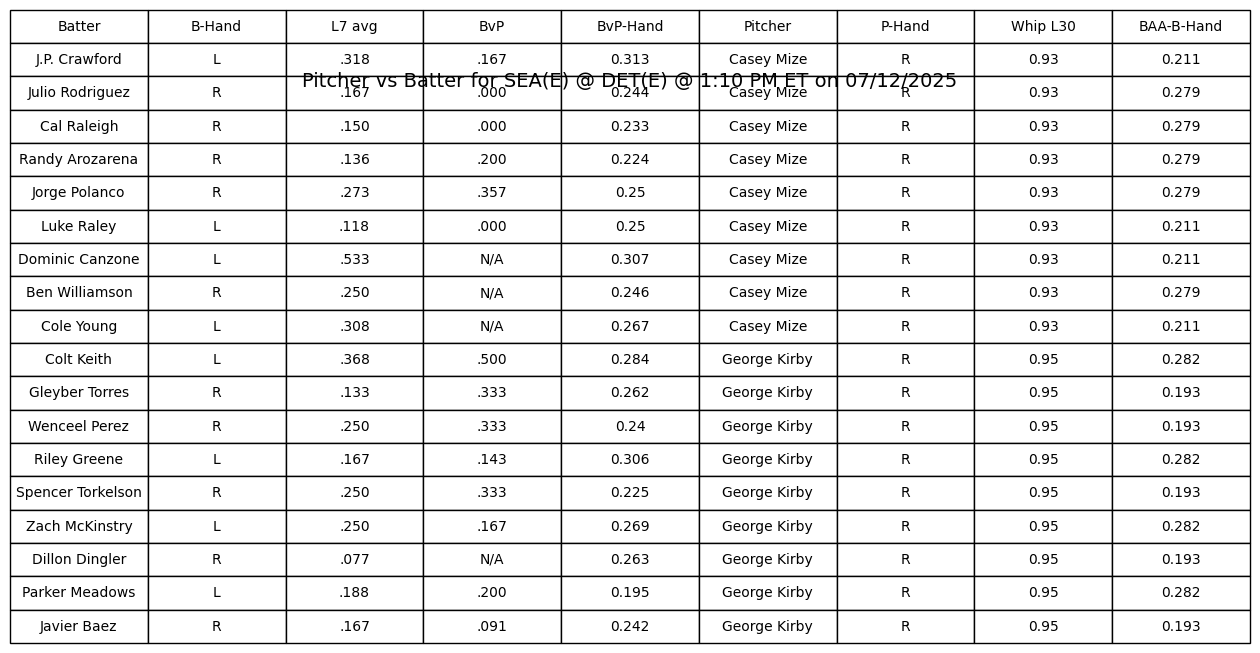 Batter B-Hand L7 avg BvP BvP-Hand Pitcher P-Hand Whip L30 BAA-B-Hand
J.P. Crawford L .318 .167 0.313 Casey Mize R 0.93 0.211
Pitcher vs Batter for SEA(E) @ DET(E) @ 1:10 PM ET on 07/12/2025
Julio Rodriguez R .167 .000 0.244 Casey Mize R 0.93 0.279
Cal Raleigh R .150 .000 0.233 Casey Mize R 0.93 0.279
Randy Arozarena R .136 .200 0.224 Casey Mize R 0.93 0.279
Jorge Polanco R .273 .357 0.25 Casey Mize R 0.93 0.279
Luke Raley L .118 .000 0.25 Casey Mize R 0.93 0.211
Dominic Canzone L .533 N/A 0.307 Casey Mize R 0.93 0.211
Ben Williamson R .250 N/A 0.246 Casey Mize R 0.93 0.279
Cole Young L .308 N/A 0.267 Casey Mize R 0.93 0.211
Colt Keith L .368 .500 0.284 George Kirby R 0.95 0.282
Gleyber Torres R .133 .333 0.262 George Kirby R 0.95 0.193
Wenceel Perez R .250 .333 0.24 George Kirby R 0.95 0.193
Riley Greene L .167 .143 0.306 George Kirby R 0.95 0.282
Spencer Torkelson R .250 .333 0.225 George Kirby R 0.95 0.193
Zach McKinstry L .250 .167 0.269 George Kirby R 0.95 0.282
Dillon Dingler R .077 N/A 0.263 George Kirby R 0.95 0.193
Parker Meadows L .188 .200 0.195 George Kirby R 0.95 0.282
Javier Baez R .167 .091 0.242 George Kirby R 0.95 0.193